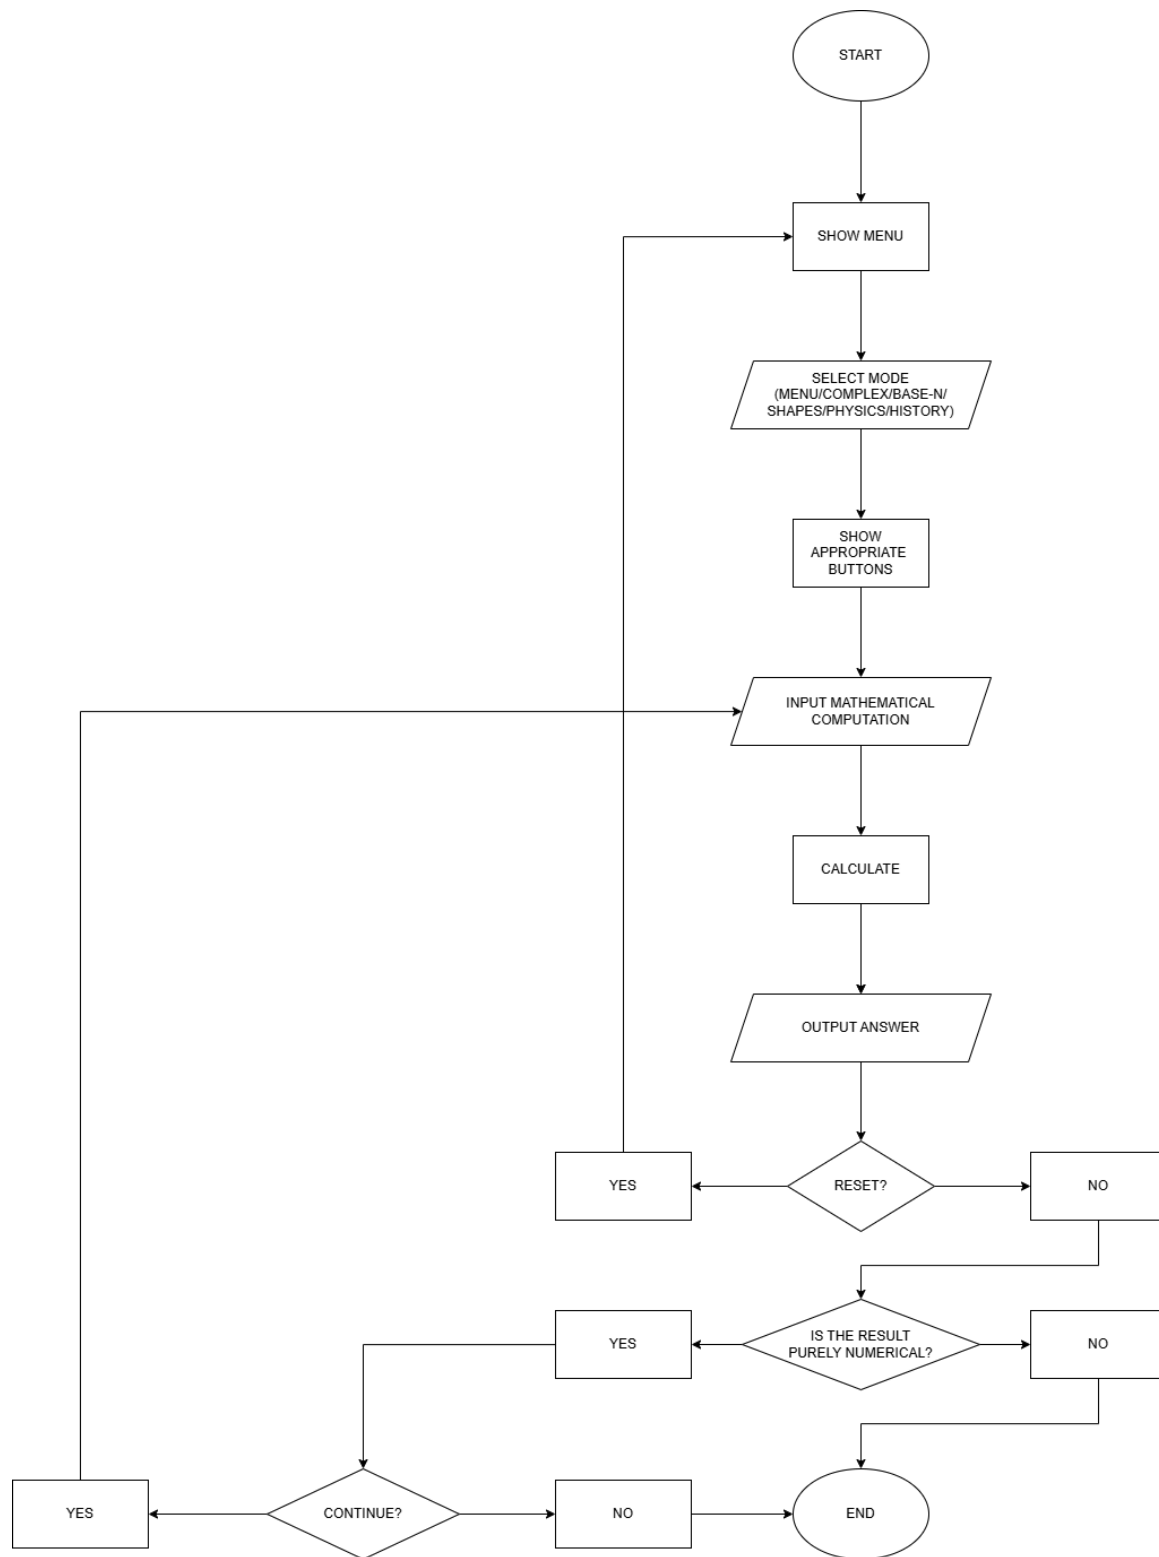 START
SHOW MENU
SELECT MODE
(MENU/COMPLEX/BASE-N/
SHAPES/PHYSICS/HISTORY)
SHOW
APPROPRIATE
BUTTONS
INPUT MATHEMATICAL
COMPUTATION
CALCULATE
OUTPUT ANSWER
YES
RESET?
NO
YES
IS THE RESULT
PURELY NUMERICAL?
NO
YES
CONTINUE?
NO
END